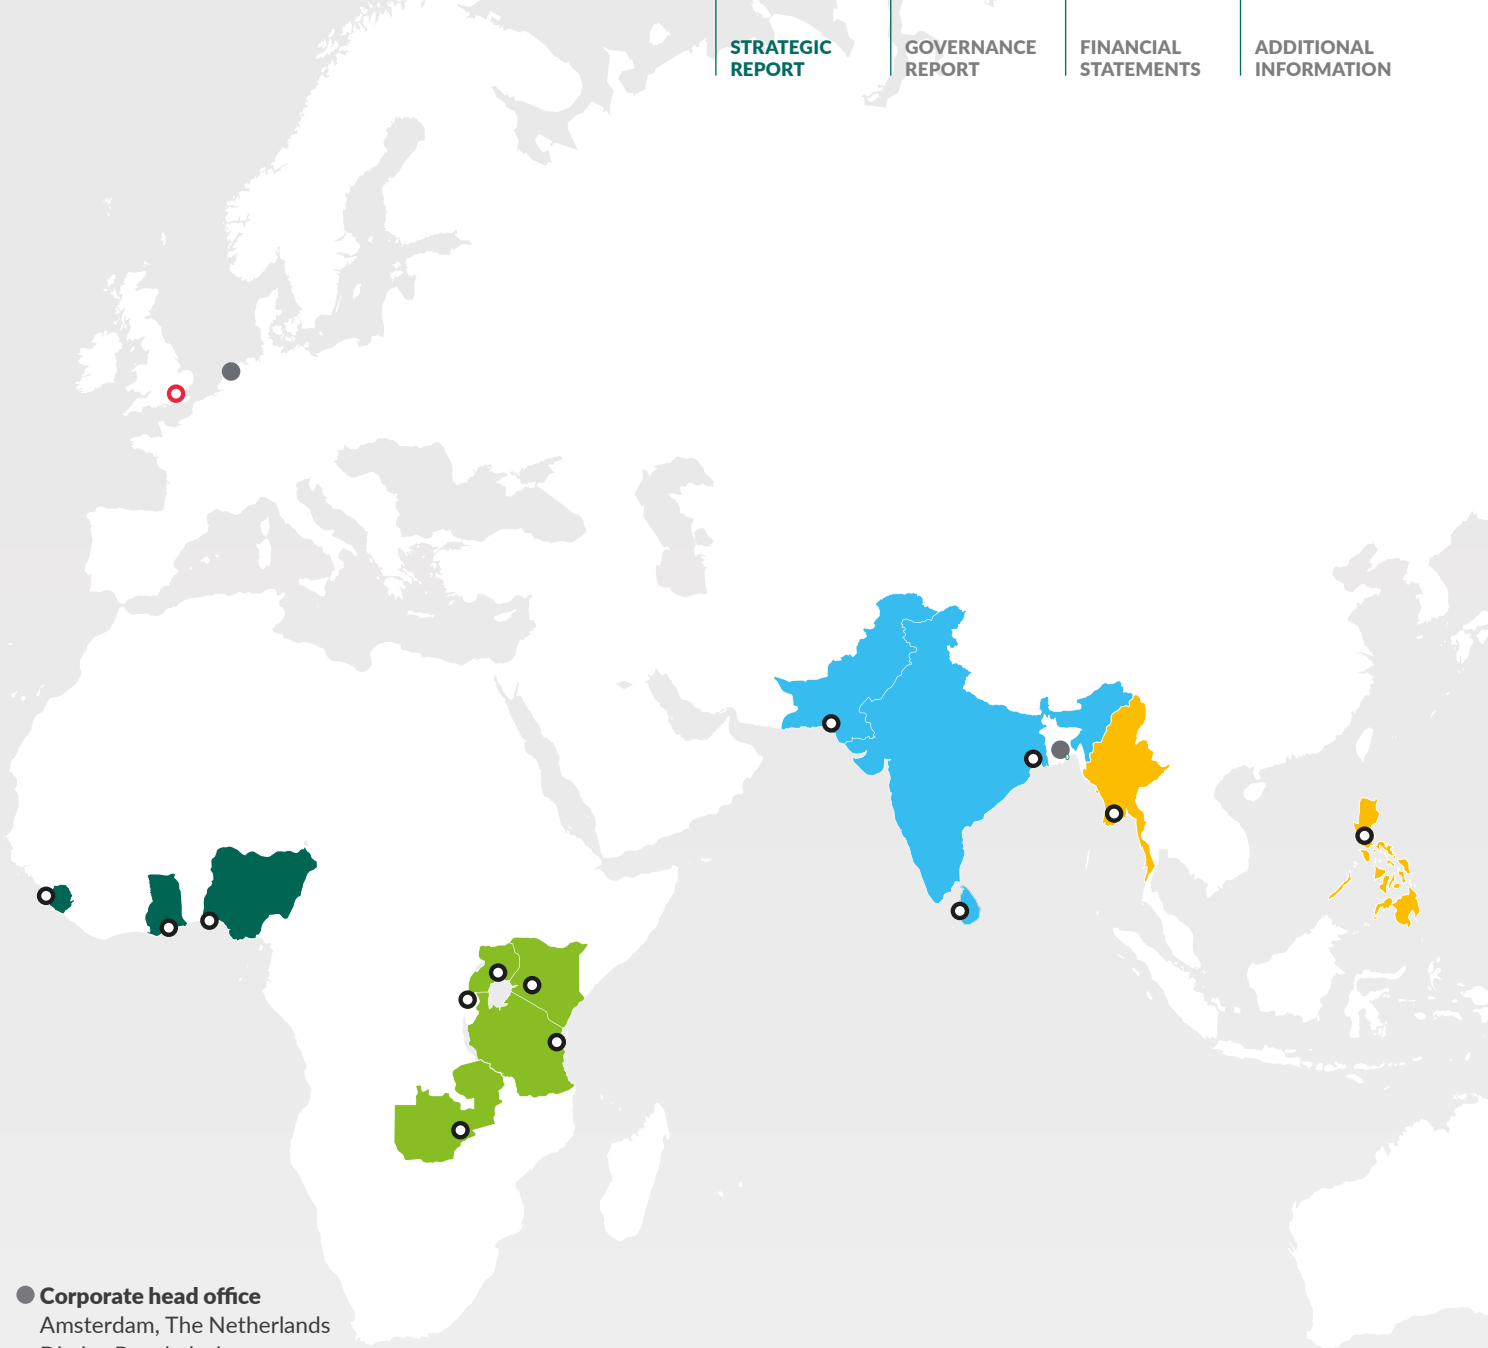 STRATEGIC
REPORT
GOVERNANCE
REPORT
FINANCIAL
STATEMENTS
ADDITIONAL
INFORMATION
Corporate head office
Amsterdam, The Netherlands